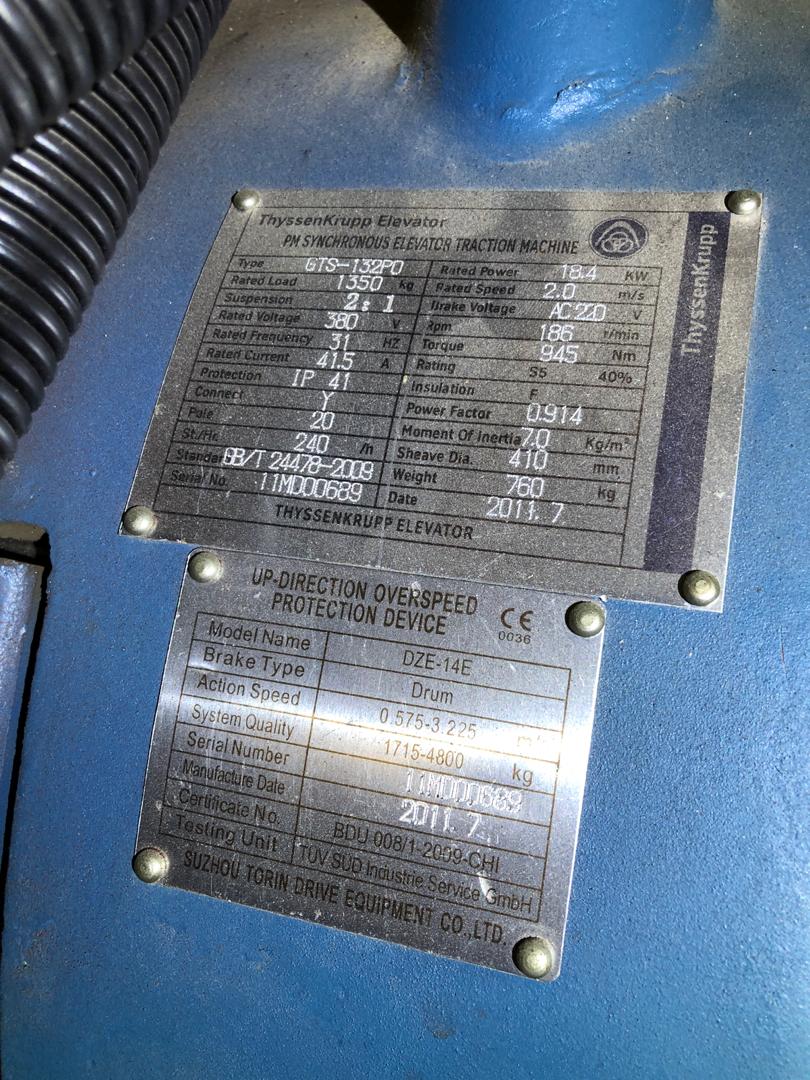 ThyssenKrupp Elevator
PM SYNCHRONOUS ELEVATOR TRACTION MACHINE
Type GTS-132P0 Rated Power 18.4 KW
Rated Load 1350 kg Rated Speed 2.0 m/s
Suspension 2:1 Brake Voltage AC220 V
Rated Voltage 380 V Rpm 186 r/min
Rated Frequency 31 HZ Torque 945 Nm
Rated Current 41.5 A Rating S5 40%
Protection IP 41 Insulation F
Connect Y Power Factor 0.914
Pole 20 Moment Of Inertia 7.0 Kg/m²
St./Hr. 240 /h Sheave Dia. 410 mm
Standard GB/T 24478-2009 Weight 760 kg
Serial No. 11MD00689 Date 2011.7
THYSSENKRUPP ELEVATOR
ThyssenKrupp
UP-DIRECTION OVERSPEED
PROTECTION DEVICE
CE
0036
Model Name DZE-14E
Brake Type Drum
Action Speed 0.575-3.225
System Quality 1715-4800 kg
Serial Number 11MD00689
Manufacture Date 2011.7
Certificate No. BDU 008/1-2009-CHI
Testing Unit TÜV SÜD Industrie Service GmbH
SUZHOU TORIN DRIVE EQUIPMENT CO.,LTD.